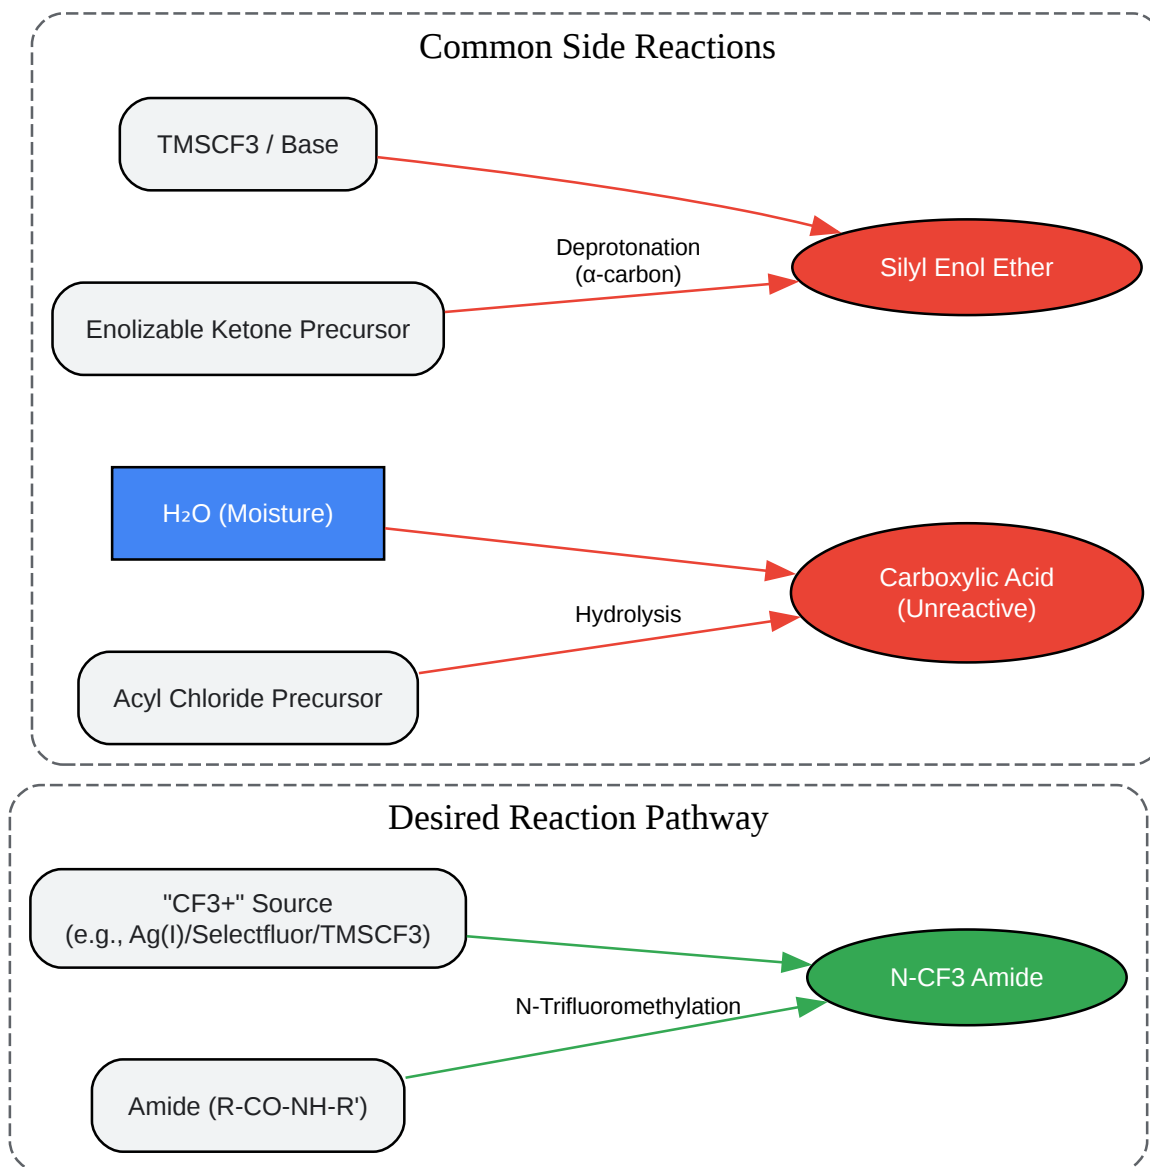 Common Side Reactions
TMSCF3 / Base
Deprotonation
(α-carbon)
Silyl Enol Ether
Enolizable Ketone Precursor
H₂O (Moisture)
Carboxylic Acid
(Unreactive)
Hydrolysis
Acyl Chloride Precursor
Desired Reaction Pathway
"CF3+" Source
(e.g., Ag(I)/Selectfluor/TMSCF3)
N-CF3 Amide
N-Trifluoromethylation
Amide (R-CO-NH-R')